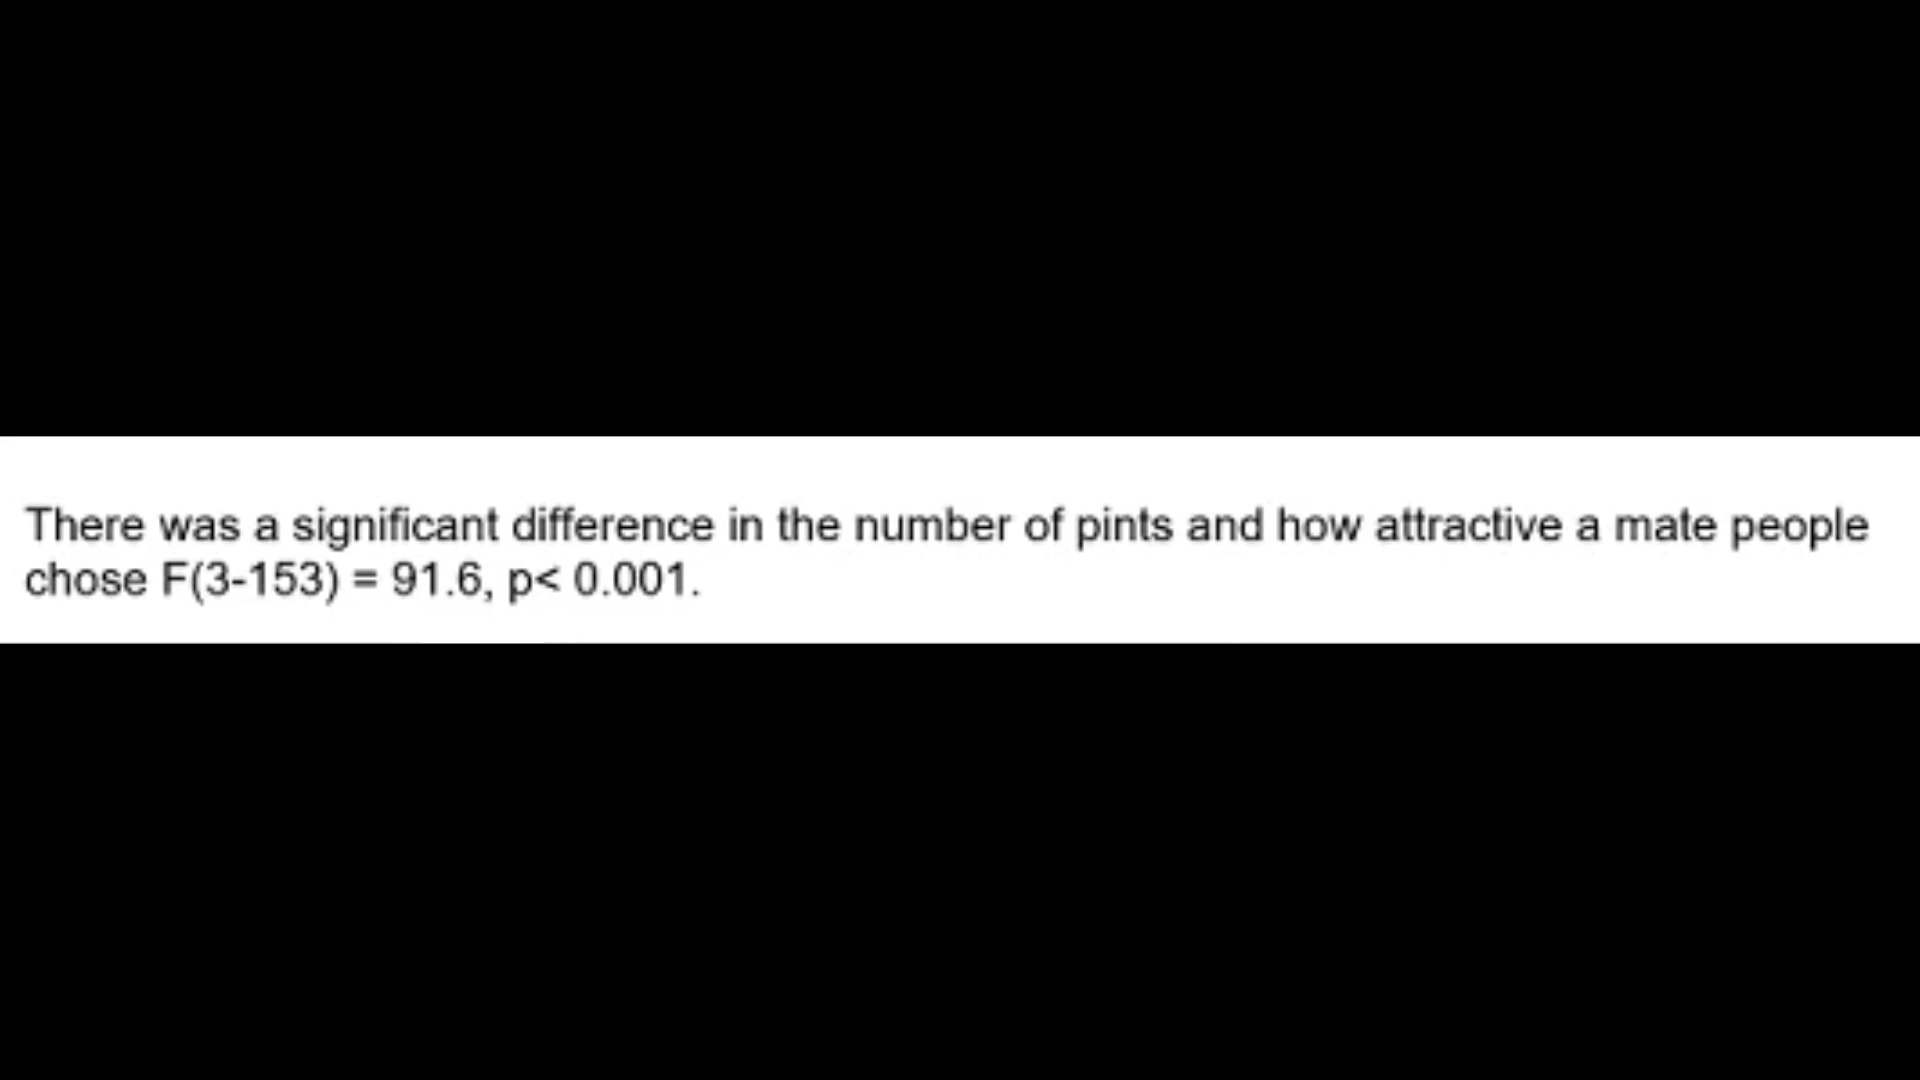 There was a significant difference in the number of pints and how attractive a mate people
chose F(3-153) = 91.6, p< 0.001.